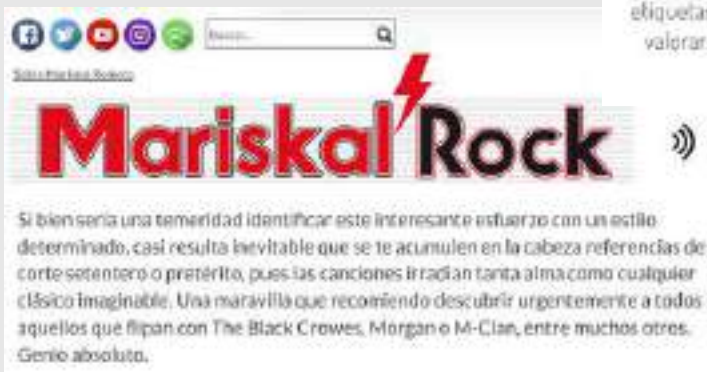 etiquetas
valorar
Mariskal Rock
Si bien sería una temeridad identificar este interesante esfuerzo con un estilo
determinado, casi resulta inevitable que se te acumulen en la cabeza referencias de
corte setentero o pretérito, pues las canciones irradian tanta alma como cualquier
clásico imaginable. Una maravilla que recomiendo descubrir urgentemente a todos
aquellos que flipan con The Black Crowes, Morgan o M-Clan, entre muchos otros.
Genio absoluto.